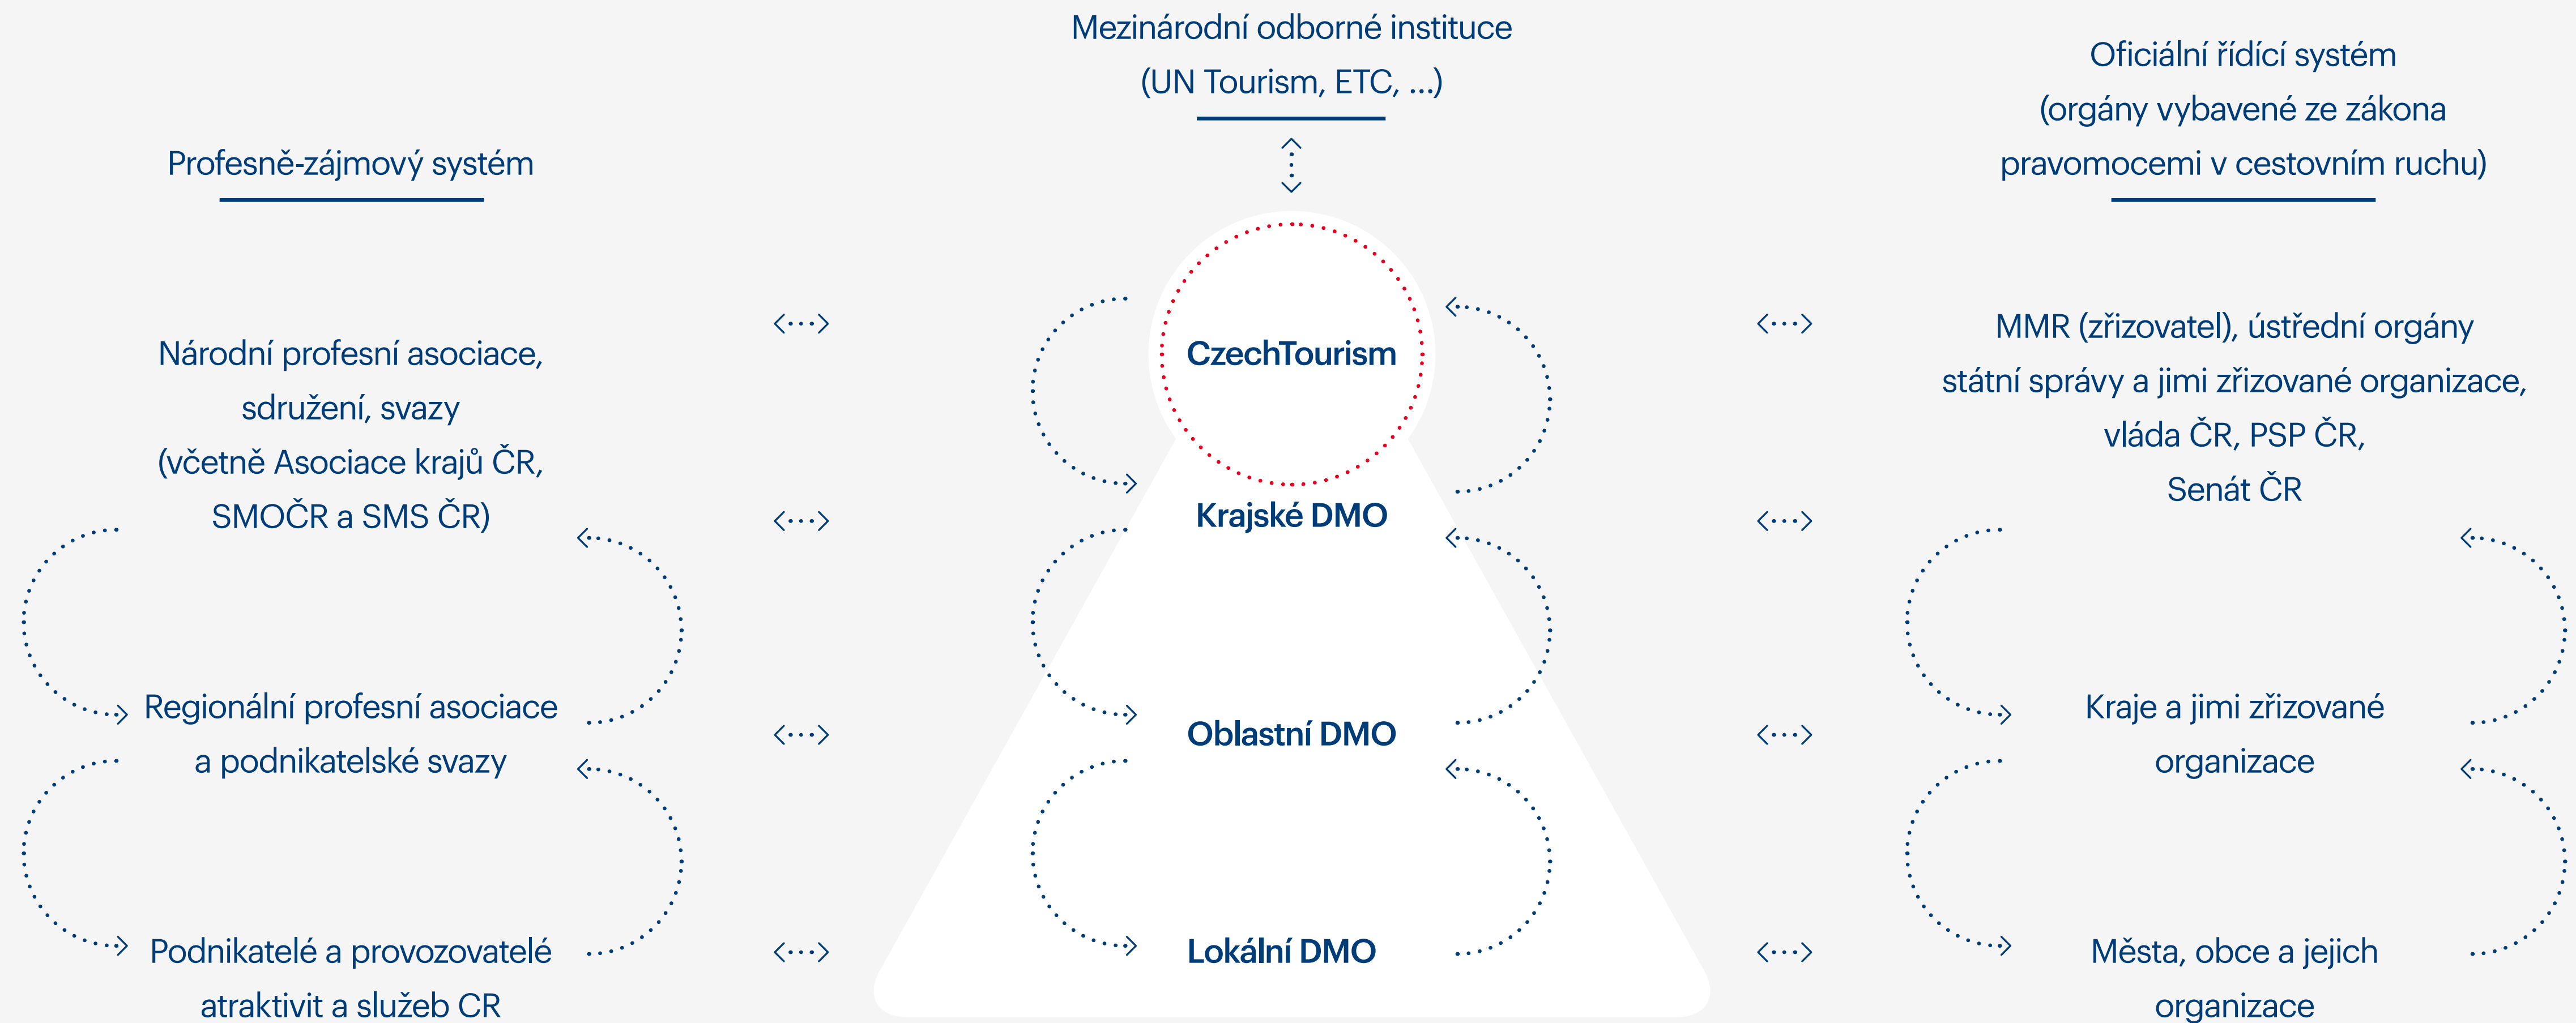 Mezinárodní odborné instituce
(UN Tourism, ETC, ...)
Profesně-zájmový systém
Oficiální řídící systém
(orgány vybavené ze zákona
pravomocemi v cestovním ruchu)
Národní profesní asociace,
sdružení, svazy
(včetně Asociace krajů ČR,
SMOČR a SMS ČR)
Regionální profesní asociace
a podnikatelské svazy
Podnikatelé a provozovatelé
atraktivit a služeb CR
CzechTourism
Krajské DMO
Oblastní DMO
Lokální DMO
MMR (zřizovatel), ústřední orgány
státní správy a jimi zřizované organizace,
vláda ČR, PSP ČR,
Senát ČR
Kraje a jimi zřizované
organizace
Města, obce a jejich
organizace